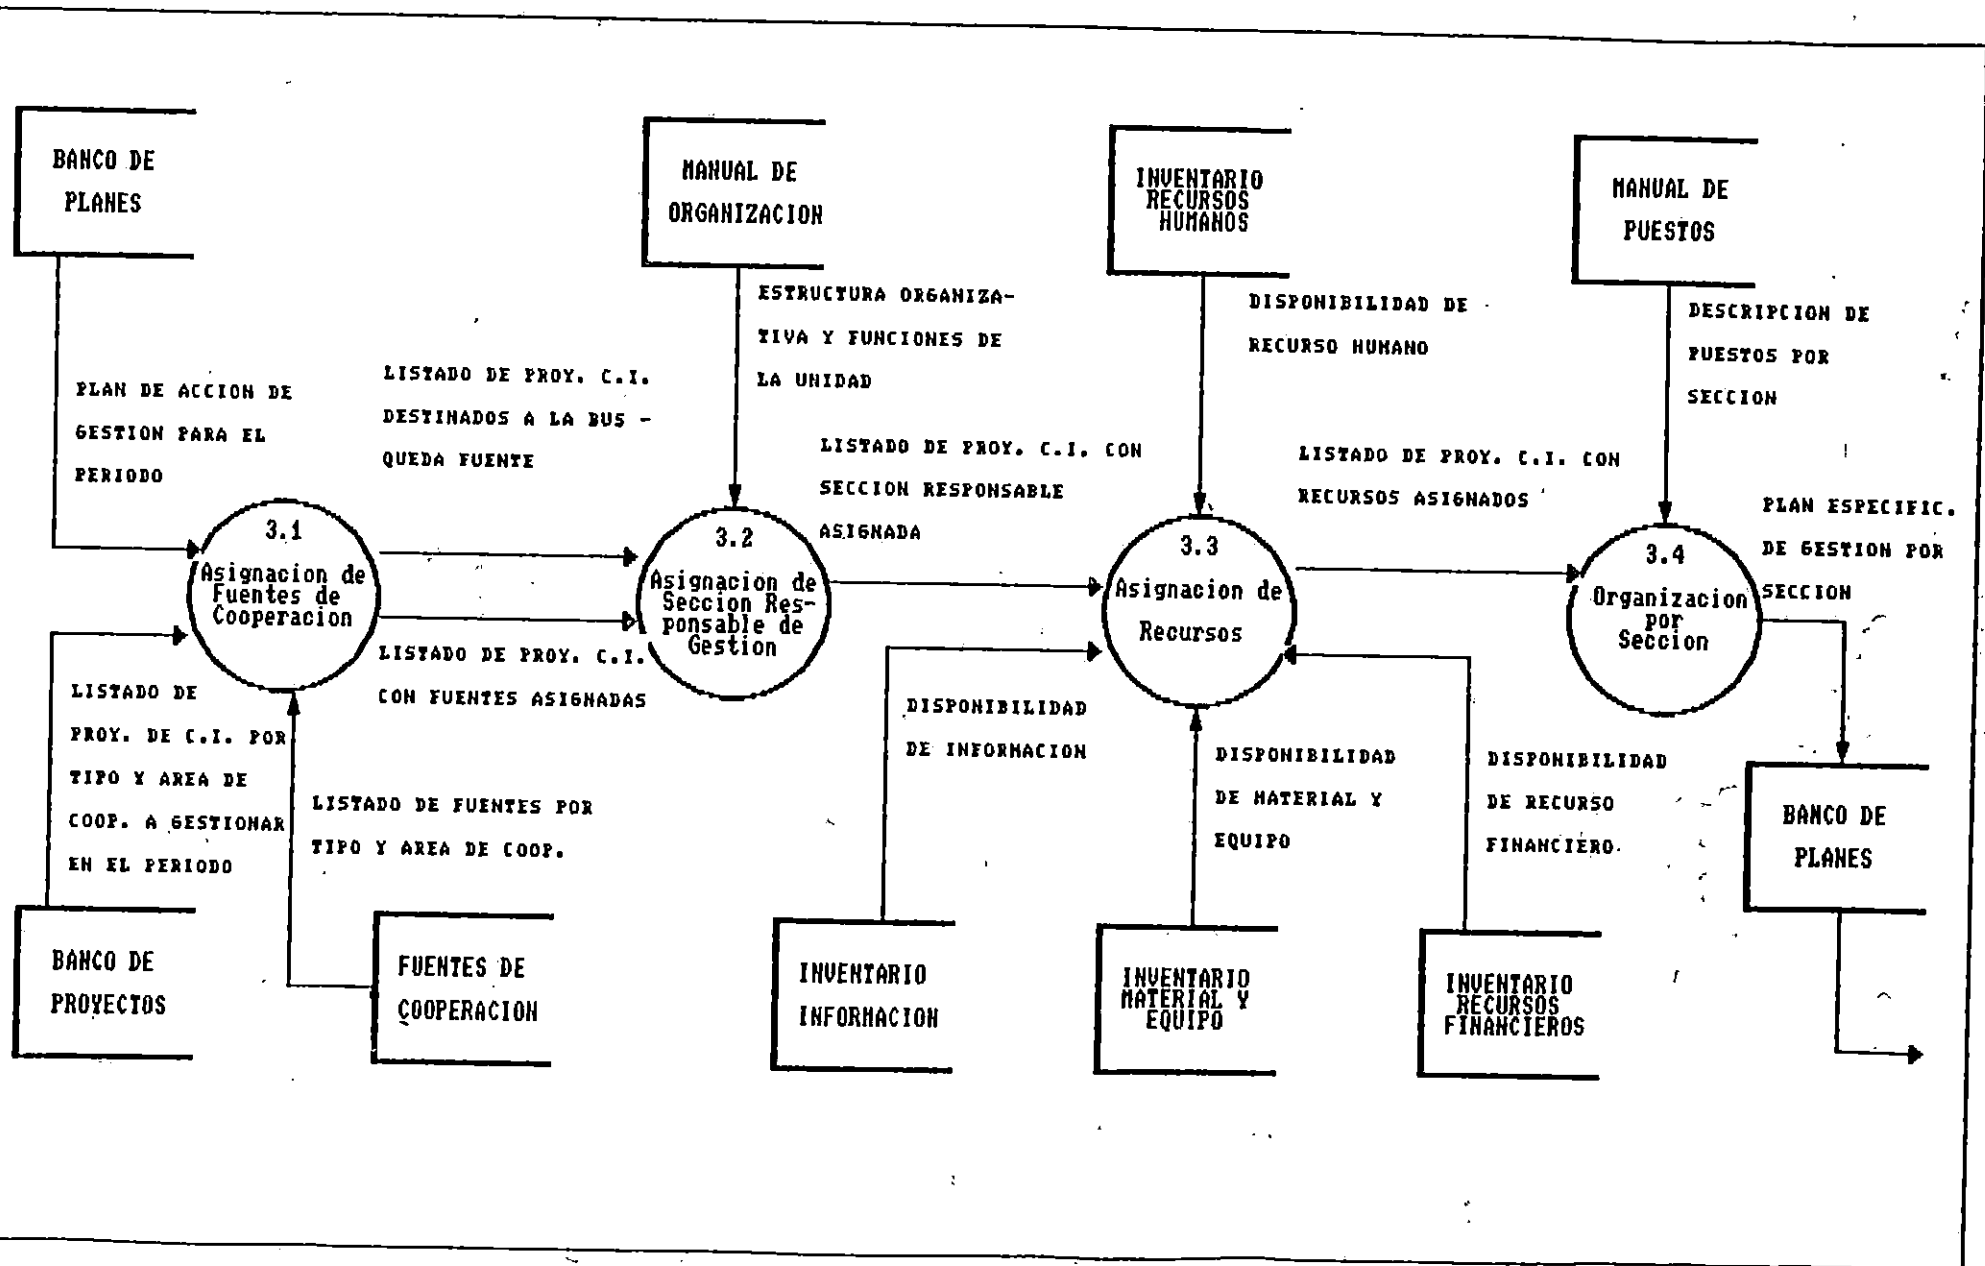 BANCO DE
PLANES
MANUAL DE
ORGANIZACION
INVENTARIO
RECURSOS
HUMANOS
MANUAL DE
PUESTOS
PLAN DE ACCION DE
GESTION PARA EL
PERIODO
LISTADO DE PROY. C.I.
DESTINADOS A LA BUS -
QUEDA FUENTE
ESTRUCTURA ORGANIZA-
TIVA Y FUNCIONES DE
LA UNIDAD
LISTADO DE PROY. C.I. CON
SECCION RESPONSABLE
ASIGNADA
DISPONIBILIDAD DE
RECURSO HUMANO
LISTADO DE PROY. C.I. CON
RECURSOS ASIGNADOS
DESCRIPCION DE
PUESTOS POR
SECCION
PLAN ESPECIFIC.
DE GESTION POR
SECCION
3.1
Asignacion de
Fuentes de
Cooperacion
3.2
Asignacion de
Seccion Res-
ponsable de
Gestion
3.3
Asignacion de
Recursos
3.4
Organizacion
por
Seccion
LISTADO DE PROY. C.I.
CON FUENTES ASIGNADAS
LISTADO DE
PROY. DE C.I. POR
TIPO Y AREA DE
COOP. A GESTIONAR
EN EL PERIODO
LISTADO DE FUENTES POR
TIPO Y AREA DE COOP.
DISPONIBILIDAD
DE INFORMACION
DISPONIBILIDAD
DE MATERIAL Y
EQUIPO
DISPONIBILIDAD
DE RECURSO
FINANCIERO
BANCO DE
PLANES
BANCO DE
PROYECTOS
FUENTES DE
COOPERACION
INVENTARIO
INFORMACION
INVENTARIO
MATERIAL Y
EQUIPO
INVENTARIO
RECURSOS
FINANCIEROS